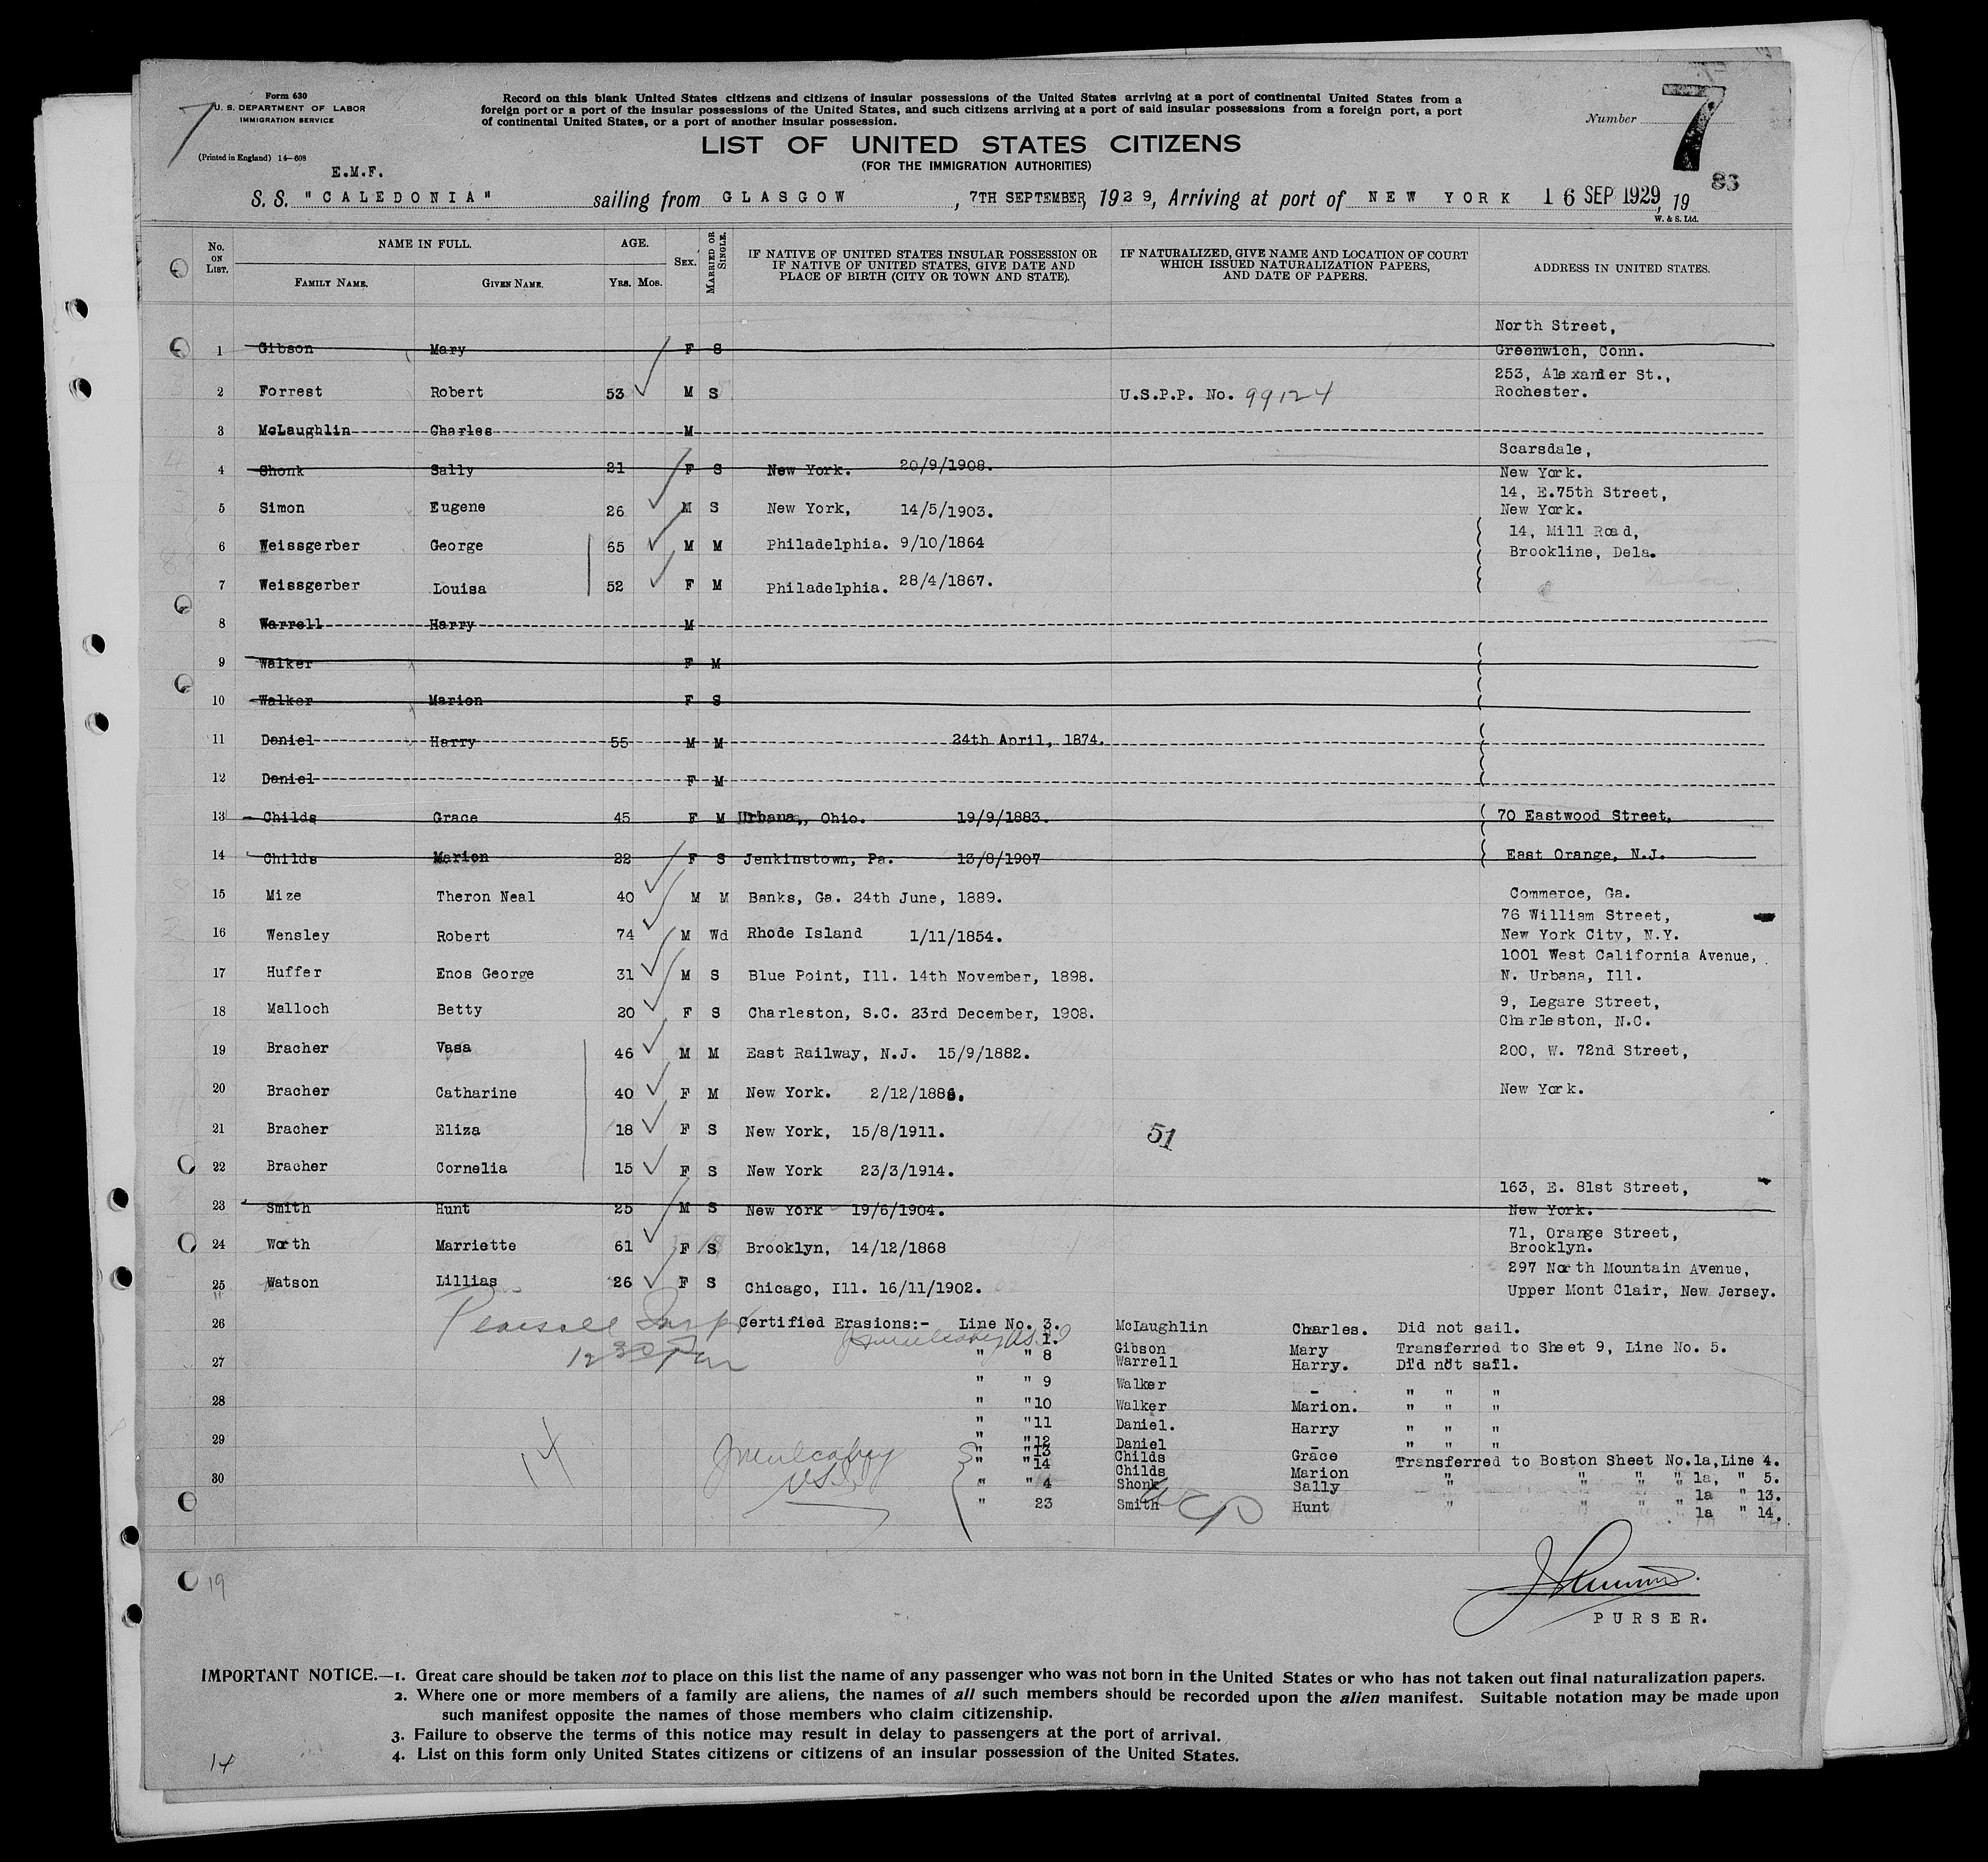 Form 630
U. S. DEPARTMENT OF LABOR
IMMIGRATION SERVICE
(Printed in England) 14—608
7
Record on this blank United States citizens and citizens of insular possessions of the United States arriving at a port of continental United States from a
foreign port or a port of the insular possessions of the United States, and such citizens arriving at a port of said insular possessions from a foreign port, a port
of continental United States, or a port of another insular possession.
Number 7
LIST OF UNITED STATES CITIZENS
(FOR THE IMMIGRATION AUTHORITIES)
E.M.F.
83
S. S. "CALEDONIA" sailing from GLASGOW, 7TH SEPTEMBER, 1929, Arriving at port of NEW YORK 16 SEP 1929, 19
W. & S. Ltd.
No. ON LIST. NAME IN FULL. AGE. SEX. MARRIED OR SINGLE. IF NATIVE OF UNITED STATES INSULAR POSSESSION OR IF NATIVE OF UNITED STATES, GIVE DATE AND PLACE OF BIRTH (CITY OR TOWN AND STATE). IF NATURALIZED, GIVE NAME AND LOCATION OF COURT WHICH ISSUED NATURALIZATION PAPERS, AND DATE OF PAPERS. ADDRESS IN UNITED STATES.
FAMILY NAME. GIVEN NAME. YRS. MOS.
1 Gibson Mary F S North Street, Greenwich, Conn.
2 Forrest Robert 53 M S U.S.P.P. No. 99124 253, Alexander St., Rochester.
3 McLaughlin Charles M
4 Shonk Sally 21 F S New York. 20/9/1908. Scarsdale, New York.
5 Simon Eugene 26 M S New York, 14/5/1903. 14, E.75th Street, New York.
6 Weissgerber George 65 M M Philadelphia. 9/10/1864 14, Mill Road, Brookline, Dela.
7 Weissgerber Louisa 52 F M Philadelphia. 28/4/1867.
8 Warrell Harry M
9 Walker F M
10 Walker Marion F S
11 Daniel Harry 55 M M 24th April, 1874.
12 Daniel F M
13 Childs Grace 45 F M Urbana, Ohio. 19/9/1883. 70 Eastwood Street,
14 Childs Marion 22 F S Jenkinstown, Pa. 13/8/1907 East Orange, N.J.
15 Mize Theron Neal 40 M M Banks, Ga. 24th June, 1889. Commerce, Ga.
16 Wensley Robert 74 M Wd Rhode Island 1/11/1854. 76 William Street, New York City, N.Y.
17 Huffer Enos George 31 M S Blue Point, Ill. 14th November, 1898. 1001 West California Avenue, N. Urbana, Ill.
18 Malloch Betty 20 F S Charleston, S.C. 23rd December, 1908. 9, Legare Street, Charleston, N.C.
19 Bracher Vasa 46 M M East Railway, N.J. 15/9/1882. 200, W. 72nd Street,
20 Bracher Catharine 40 F M New York. 2/12/1886. New York.
21 Bracher Eliza 18 F S New York, 15/8/1911. 51
22 Bracher Cornelia 15 F S New York 23/3/1914.
23 Smith Hunt 25 M S New York 19/6/1904. 163, E. 81st Street, New York.
24 Worth Marriette 61 F S Brooklyn, 14/12/1868 71, Orange Street, Brooklyn.
25 Watson Lillias 26 F S Chicago, Ill. 16/11/1902. 297 North Mountain Avenue, Upper Mont Clair, New Jersey.
26 Certified Erasions:- Line No. 3. McLaughlin Charles. Did not sail.
1. Gibson Mary Transferred to Sheet 9, Line No. 5.
27 " " 8 Warrell Harry. Did not sail.
" " 9 Walker - " " "
28 " " 10 Walker Marion. " " "
" " 11 Daniel. Harry " " "
29 " " 12 Daniel - " " "
" " 13 Childs Grace Transferred to Boston Sheet No.1a, Line 4.
" " 14 Childs Marion " " " " 1a, " 5.
30 " " 4 Shonk Sally " " " " 1a " 13.
" 23 Smith Hunt " " " " 1a " 14.
14
19
PURSER.
IMPORTANT NOTICE.—1. Great care should be taken not to place on this list the name of any passenger who was not born in the United States or who has not taken out final naturalization papers.
2. Where one or more members of a family are aliens, the names of all such members should be recorded upon the alien manifest. Suitable notation may be made upon
such manifest opposite the names of those members who claim citizenship.
3. Failure to observe the terms of this notice may result in delay to passengers at the port of arrival.
4. List on this form only United States citizens or citizens of an insular possession of the United States.
14